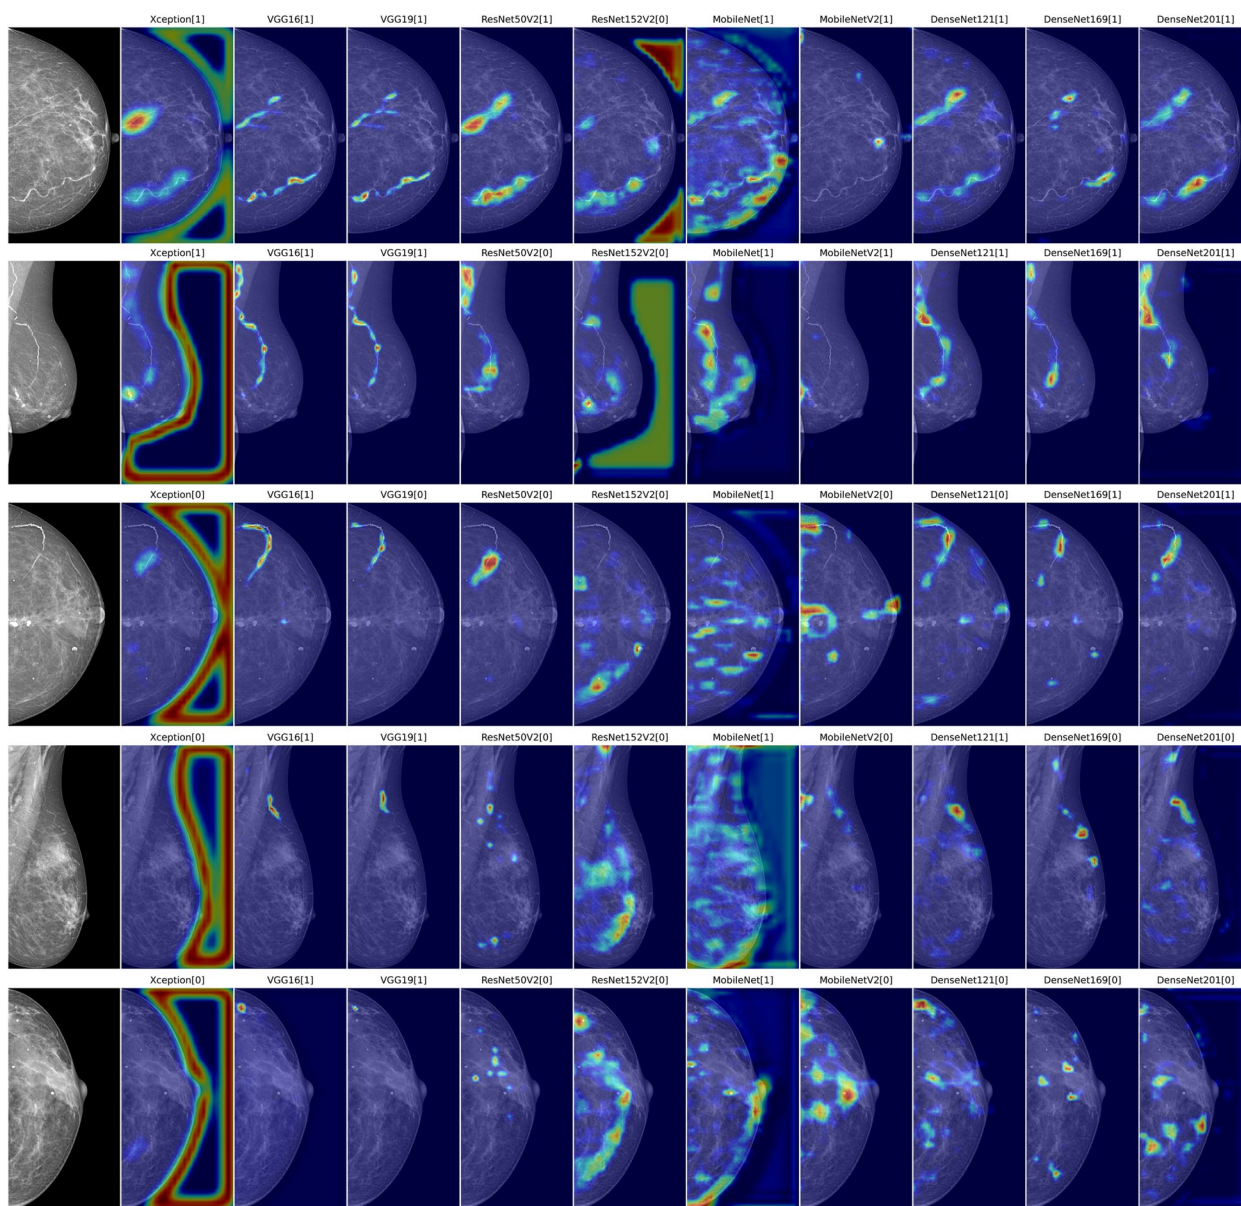 Xception[1] VGG16[1] VGG19[1] ResNet50V2[1] ResNet152V2[0] MobileNet[1] MobileNetV2[1] DenseNet121[1] DenseNet169[1] DenseNet201[1]
Xception[1] VGG16[1] VGG19[1] ResNet50V2[1] ResNet152V2[0] MobileNet[1] MobileNetV2[1] DenseNet121[1] DenseNet169[1] DenseNet201[1]
Xception[0] VGG16[1] VGG19[0] ResNet50V2[0] ResNet152V2[0] MobileNet[1] MobileNetV2[0] DenseNet121[0] DenseNet169[1] DenseNet201[1]
Xception[0] VGG16[1] VGG19[1] ResNet50V2[0] ResNet152V2[0] MobileNet[1] MobileNetV2[0] DenseNet121[1] DenseNet169[0] DenseNet201[0]
Xception[0] VGG16[1] VGG19[1] ResNet50V2[0] ResNet152V2[0] MobileNet[1] MobileNetV2[0] DenseNet121[0] DenseNet169[0] DenseNet201[0]